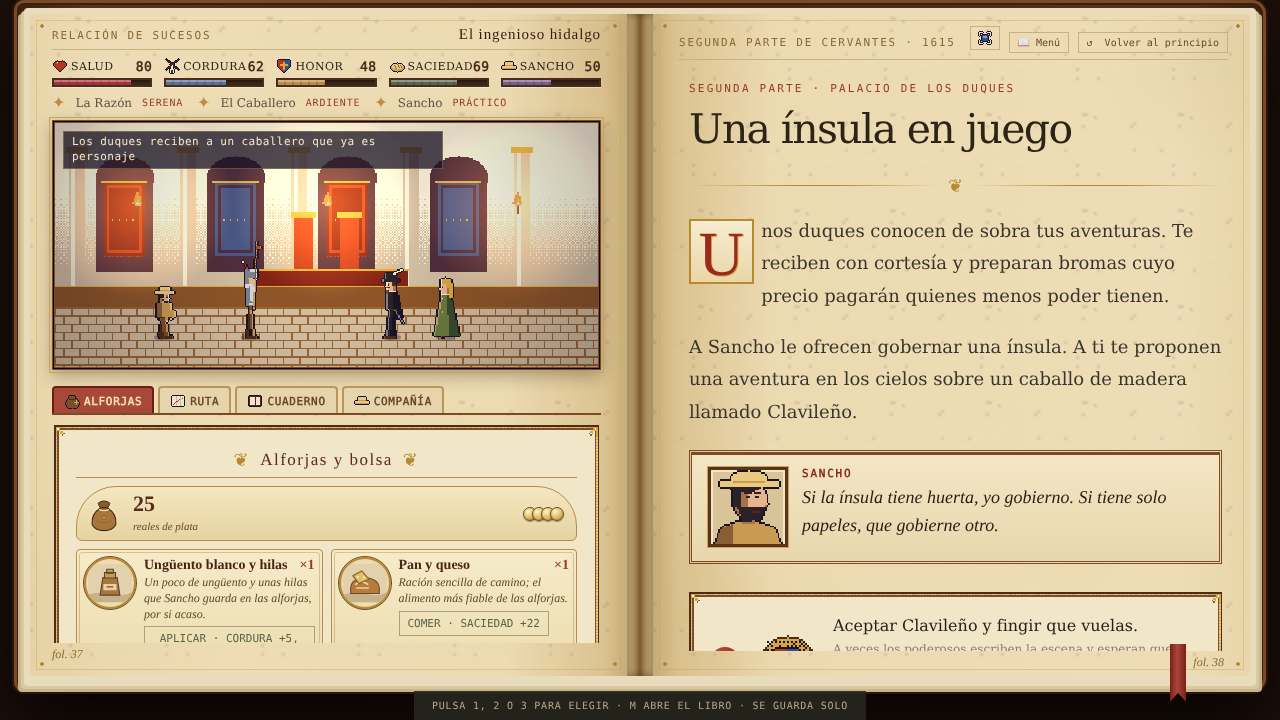 RELACIÓN DE SUCESOS
El ingenioso hidalgo
SALUD 80
CORDURA 62
HONOR 48
SACIEDAD 69
SANCHO 50
La Razón SERENA
El Caballero ARDIENTE
Sancho PRÁCTICO
Los duques reciben a un caballero que ya es
personaje
ALFORJAS
RUTA
CUADERNO
COMPAÑÍA
Alforjas y bolsa
25
reales de plata
Ungüento blanco y hilas ×1
Un poco de ungüento y unas hilas
que Sancho guarda en las alforjas,
por si acaso.
APLICAR · CORDURA +5,
Pan y queso ×1
Ración sencilla de camino; el
alimento más fiable de las alforjas.
COMER · SACIEDAD +22
fol. 37
SEGUNDA PARTE DE CERVANTES · 1615
Menú
↺ Volver al principio
SEGUNDA PARTE · PALACIO DE LOS DUQUES
Una ínsula en juego
Unos duques conocen de sobra tus aventuras. Te
reciben con cortesía y preparan bromas cuyo
precio pagarán quienes menos poder tienen.
A Sancho le ofrecen gobernar una ínsula. A ti te proponen
una aventura en los cielos sobre un caballo de madera
llamado Clavileño.
SANCHO
Si la ínsula tiene huerta, yo gobierno. Si tiene solo
papeles, que gobierne otro.
Aceptar Clavileño y fingir que vuelas.
A veces los poderosos escriben la escena y esperan que
fol. 38
PULSA 1, 2 O 3 PARA ELEGIR · M ABRE EL LIBRO · SE GUARDA SOLO